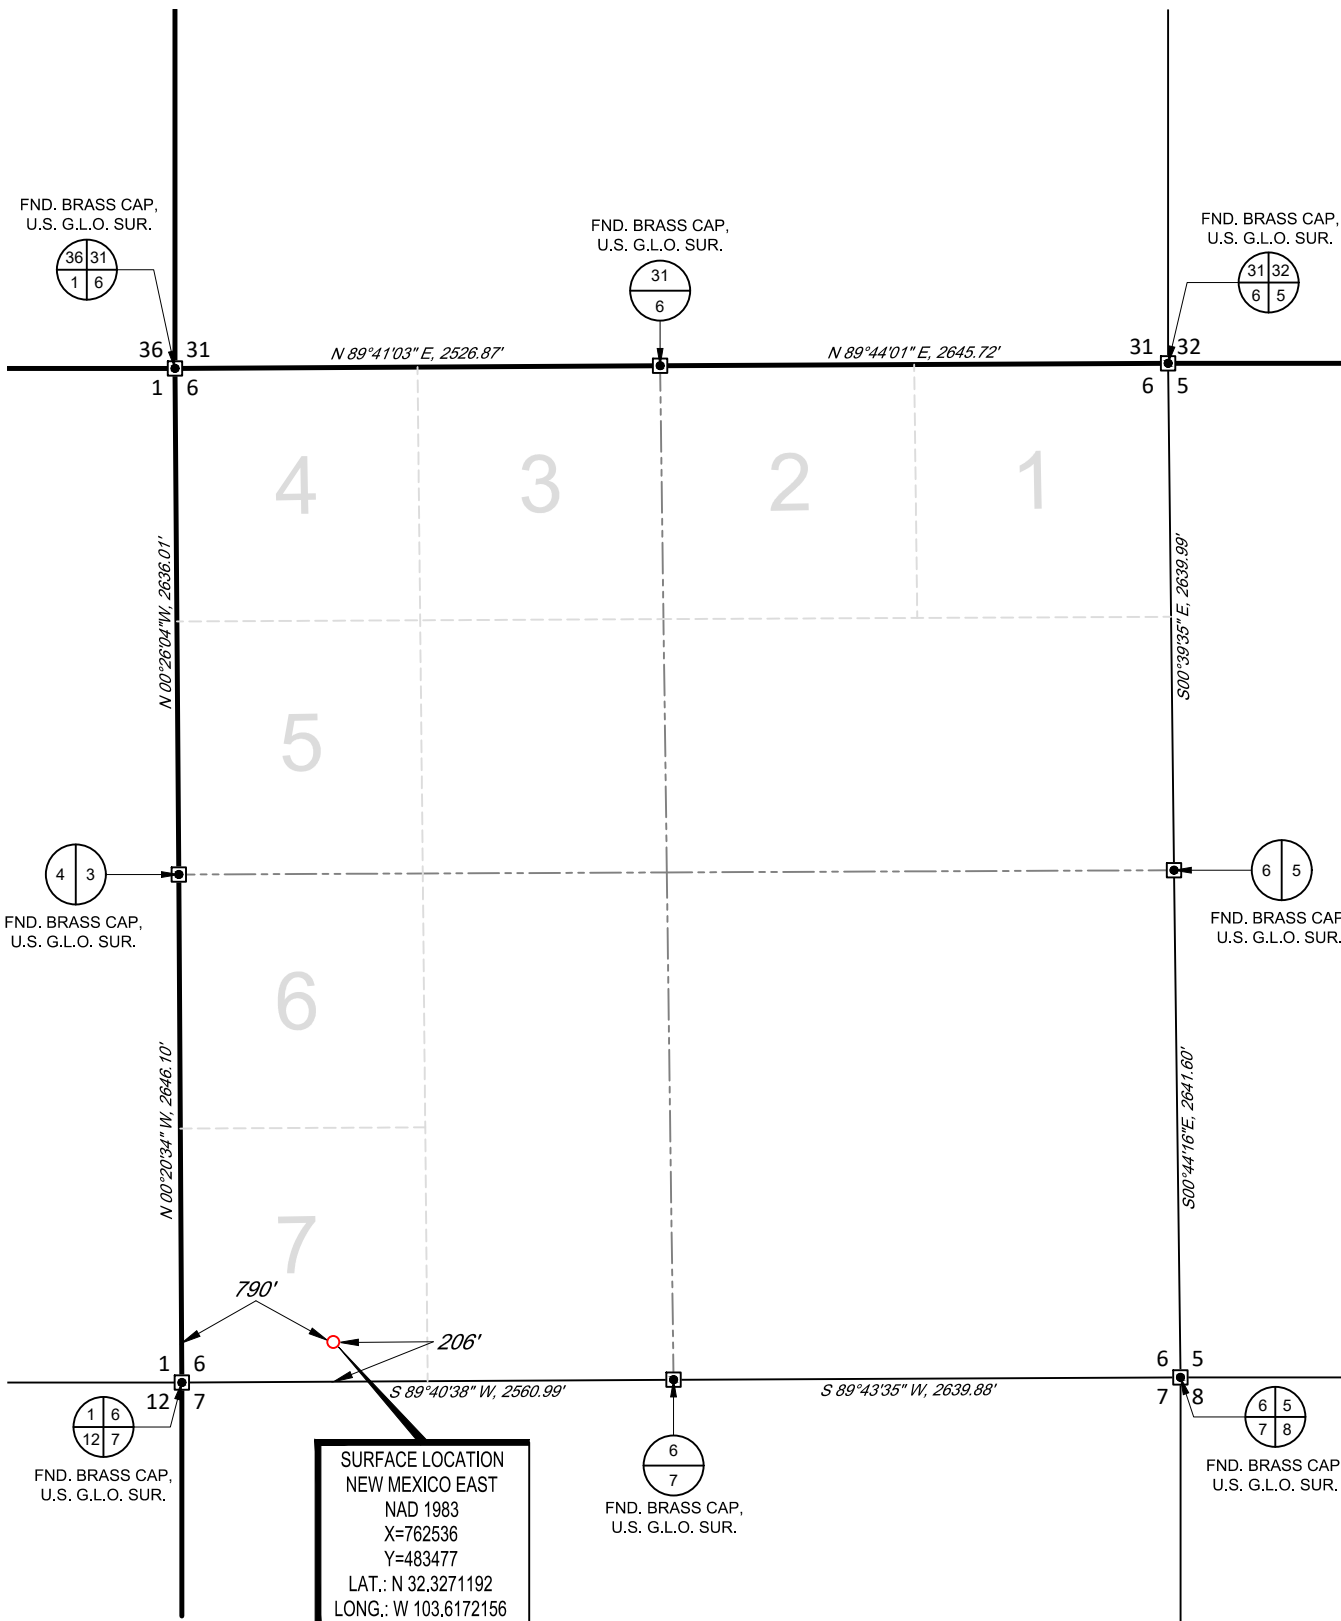 FND. BRASS CAP,
U.S. G.L.O. SUR.
36 31
1 6
FND. BRASS CAP,
U.S. G.L.O. SUR.
31
6
FND. BRASS CAP,
U.S. G.L.O. SUR.
31 32
6 5
36 31
1 6
N 89°41'03" E, 2526.87'
N 89°44'01" E, 2645.72'
31 32
6 5
4
3
2
1
N 00°26'04"W, 2636.01'
S00°39'35" E, 2639.99'
5
4 3
FND. BRASS CAP,
U.S. G.L.O. SUR.
6 5
FND. BRASS CAP
U.S. G.L.O. SUR.
6
N 00°20'34" W, 2646.10'
S00°44'16"E, 2641.60'
7
790'
206'
1 6
12 7
S 89°40'38" W, 2560.99'
S 89°43'35" W, 2639.88'
6 5
7 8
1 6
12 7
FND. BRASS CAP,
U.S. G.L.O. SUR.
6
7
FND. BRASS CAP,
U.S. G.L.O. SUR.
6 5
7 8
FND. BRASS CAP
U.S. G.L.O. SUR.
SURFACE LOCATION
NEW MEXICO EAST
NAD 1983
X=762536
Y=483477
LAT.: N 32.3271192
LONG.: W 103.6172156